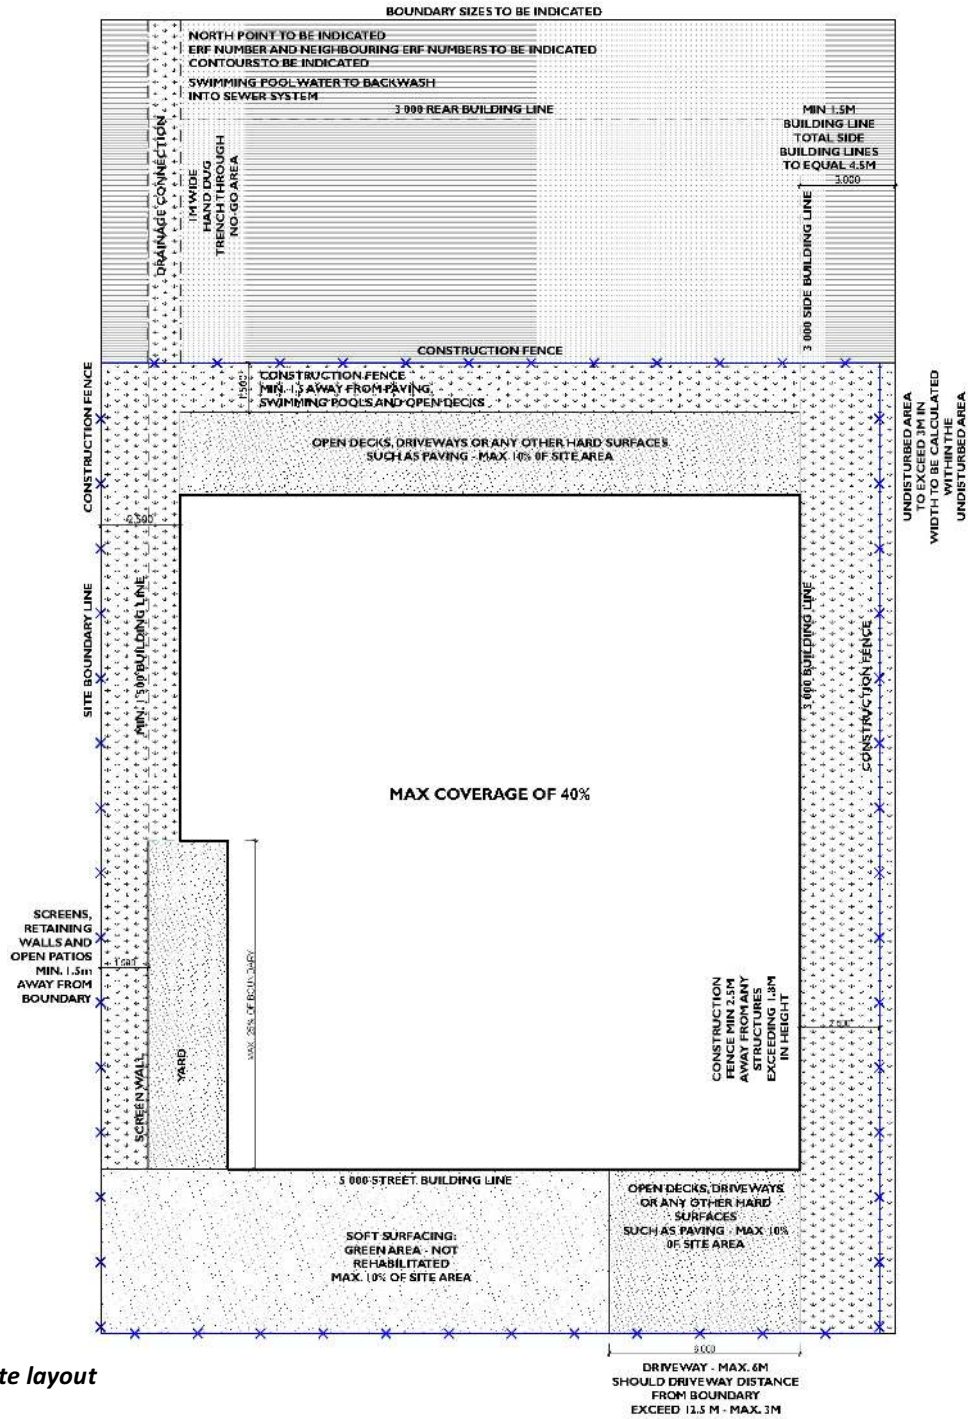 BOUNDARY SIZES TO BE INDICATED
NORTH POINT TO BE INDICATED
ERF NUMBER AND NEIGHBOURING ERF NUMBERS TO BE INDICATED
CONTOURS TO BE INDICATED
SWIMMING POOL WATER TO BACKWASH
INTO SEWER SYSTEM
3 000 REAR BUILDING LINE
MIN 1.5M
BUILDING LINE
TOTAL SIDE
BUILDING LINES
TO EQUAL 4.5M
3.000
DRAINAGE CONNECTION
1M WIDE
HAND DUG
TRENCH THROUGH
NO-GO AREA
3 000 SIDE BUILDING LINE
CONSTRUCTION FENCE
CONSTRUCTION FENCE
1.500
CONSTRUCTION FENCE
MIN. 1.5 AWAY FROM PAVING,
SWIMMING POOLS AND OPEN DECKS
UNDISTURBED AREA
TO EXCEED 3M IN
WIDTH TO BE CALCULATED
WITHIN THE
UNDISTURBED AREA
OPEN DECKS, DRIVEWAYS OR ANY OTHER HARD SURFACES
SUCH AS PAVING - MAX 10% OF SITE AREA
2.500
SITE BOUNDARY LINE
MIN. 1 500 BUILDING LINE
3 000 BUILDING LINE
CONSTRUCTION FENCE
MAX COVERAGE OF 40%
SCREENS,
RETAINING
WALLS AND
OPEN PATIOS
MIN. 1.5m
AWAY FROM
BOUNDARY
1.500
MAX. 25% OF BOUNDARY
CONSTRUCTION
FENCE MIN 2.5M
AWAY FROM ANY
STRUCTURES
EXCEEDING 1.8M
IN HEIGHT
SCREEN WALL
YARD
5 000 STREET BUILDING LINE
SOFT SURFACING:
GREEN AREA - NOT
REHABILITATED
MAX. 10% OF SITE AREA
OPEN DECKS, DRIVEWAYS
OR ANY OTHER HARD
SURFACES
SUCH AS PAVING - MAX 10%
OF SITE AREA
6.000
DRIVEWAY - MAX. 6M
SHOULD DRIVEWAY DISTANCE
FROM BOUNDARY
EXCEED 12.5 M - MAX. 3M
te layout